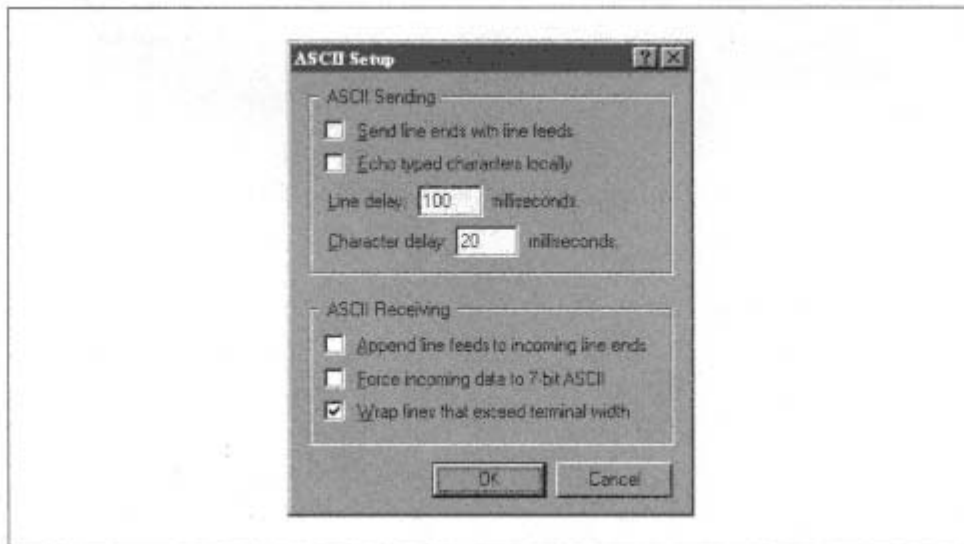 ASCII Setup
ASCII Sending
Send line ends with line feeds
Echo typed characters locally
Line delay: 100 milliseconds.
Character delay: 20 milliseconds.
ASCII Receiving
Append line feeds to incoming line ends
Force incoming data to 7-bit ASCII
Wrap lines that exceed terminal width
OK Cancel